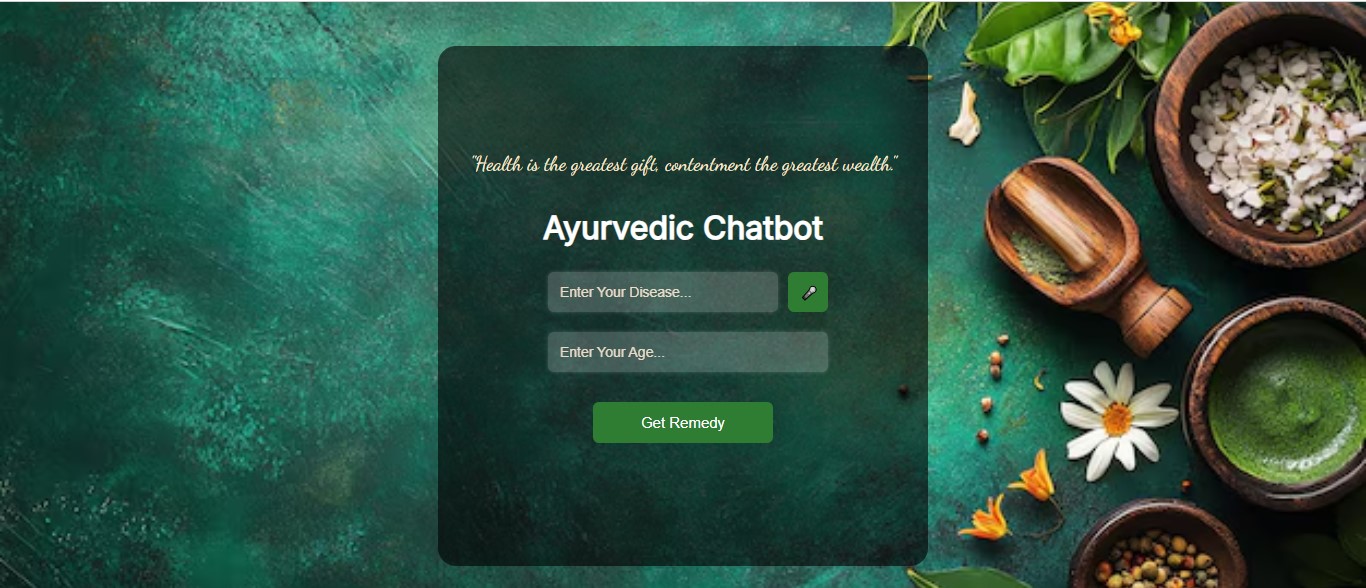 "Health is the greatest gift, contentment the greatest wealth."
Ayurvedic Chatbot
Enter Your Disease...
Enter Your Age...
Get Remedy